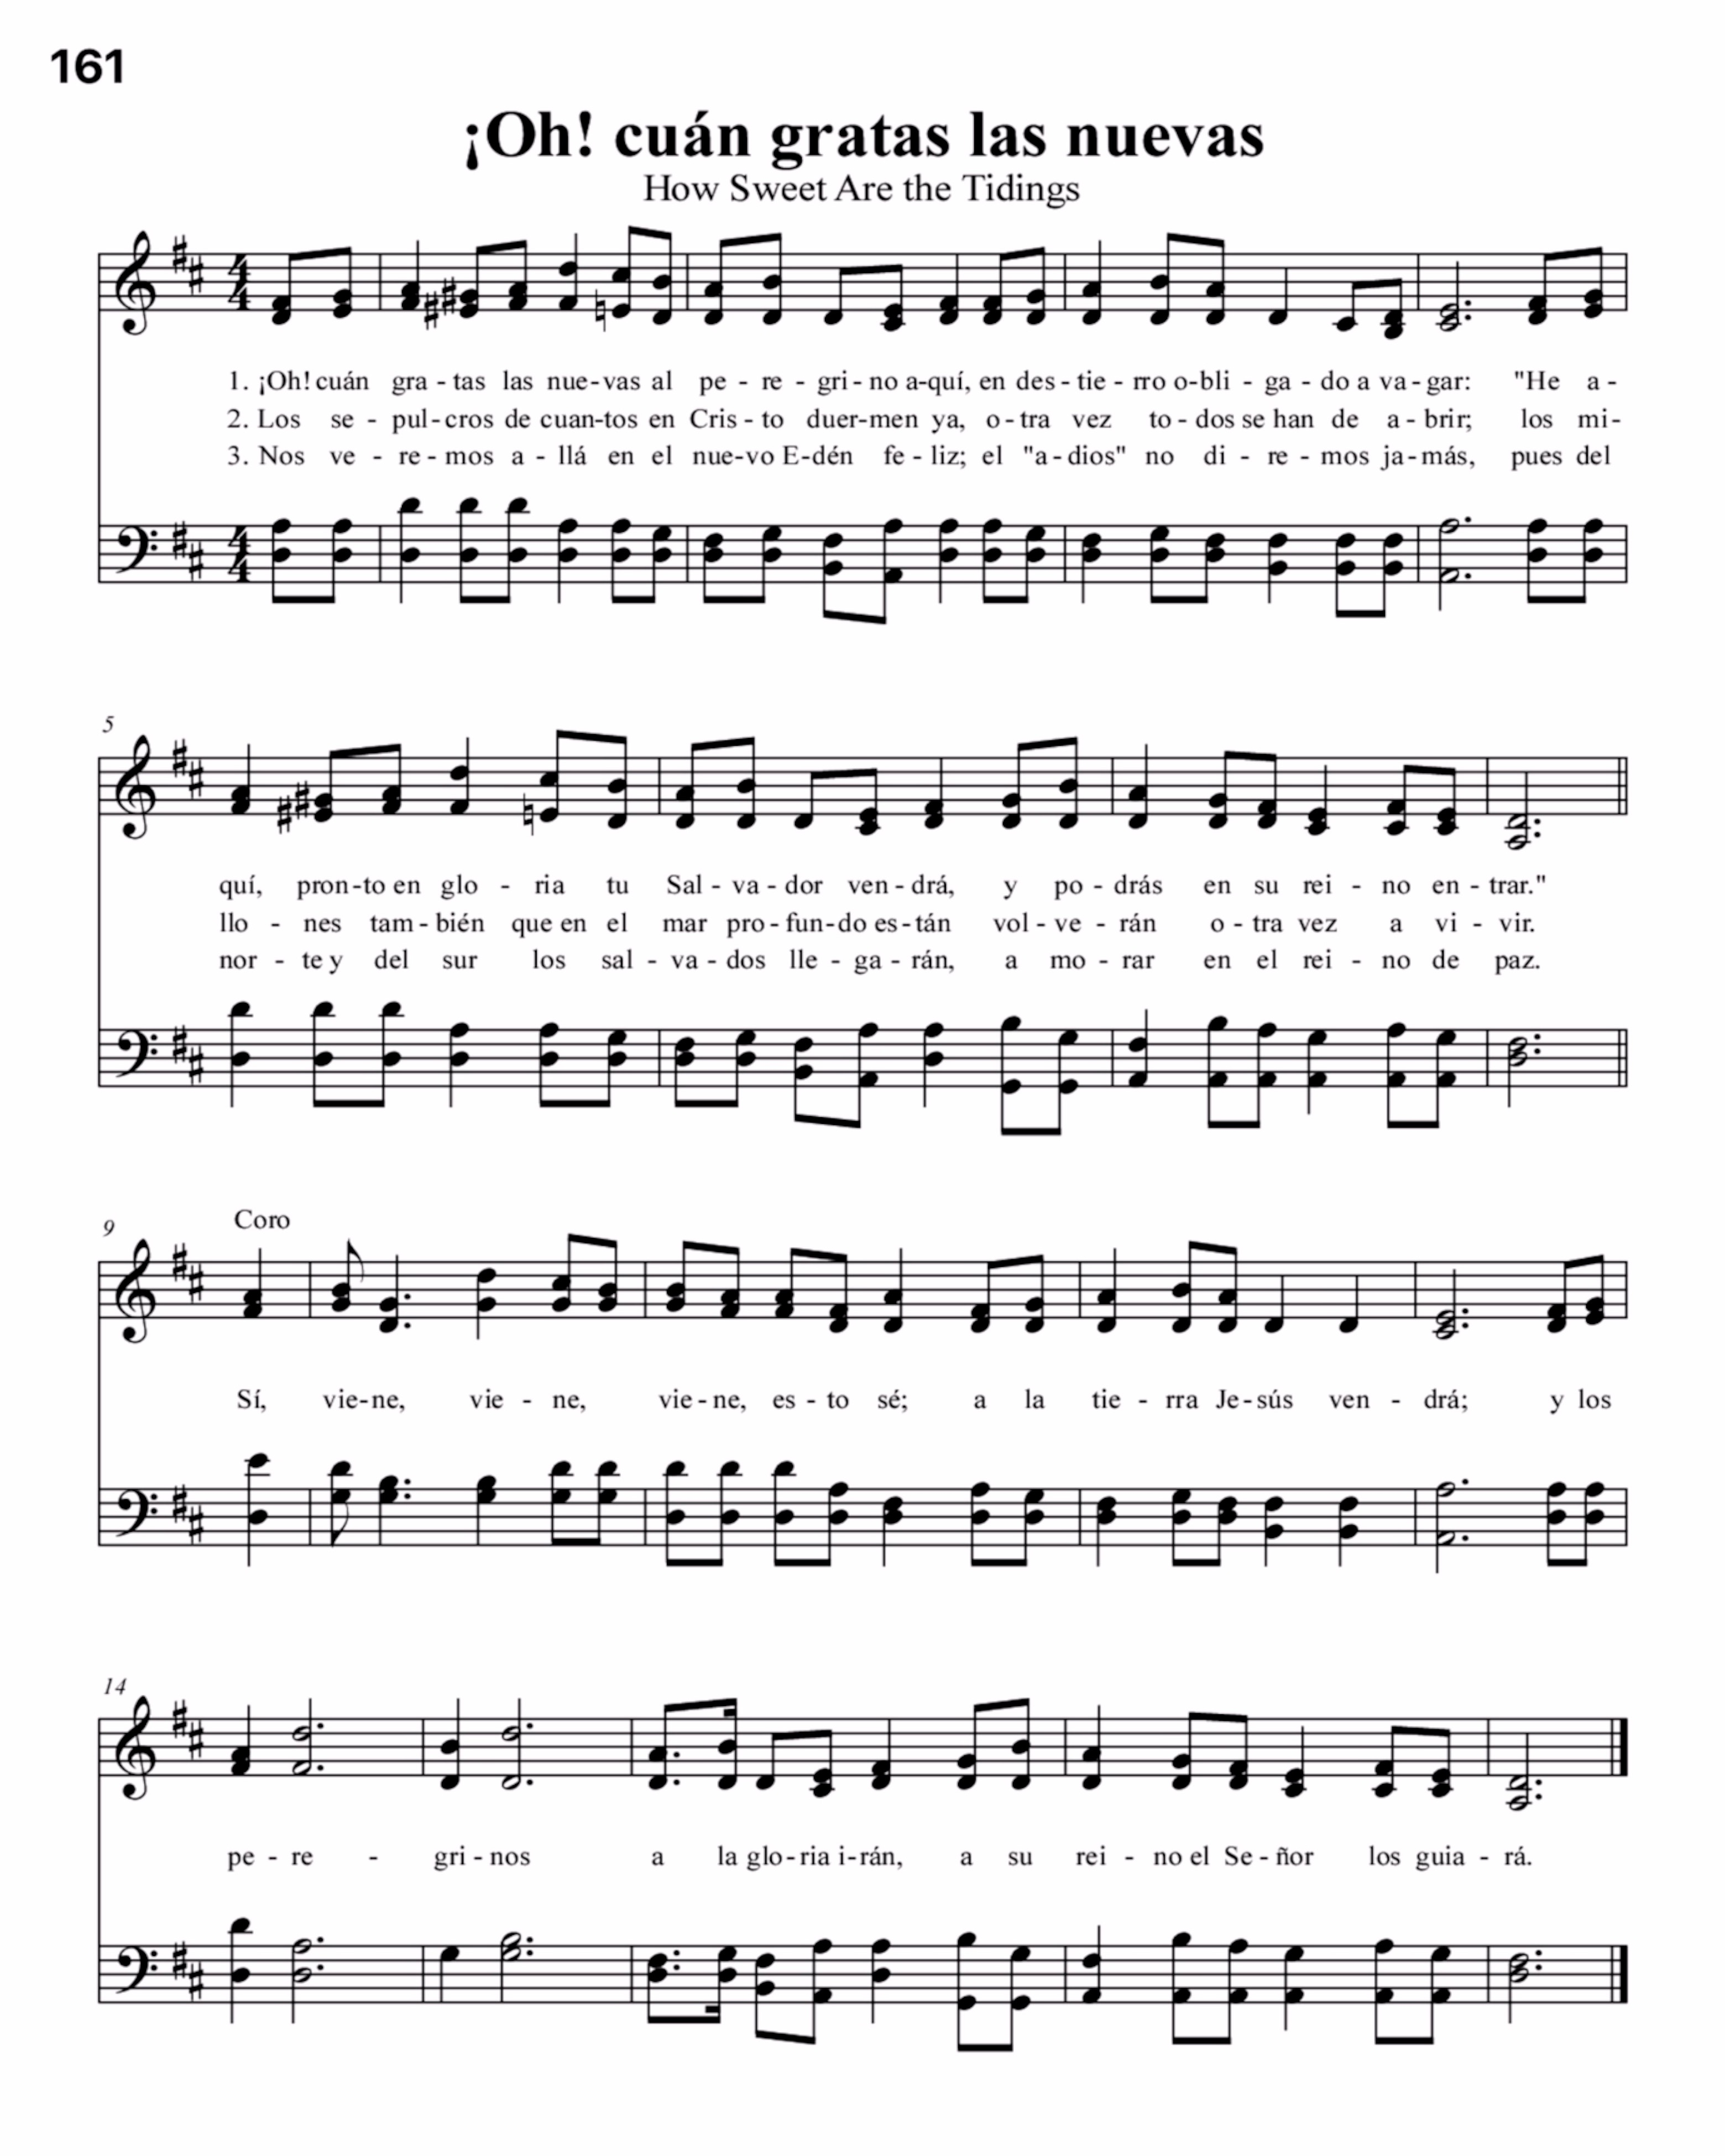 161
¡Oh! cuán gratas las nuevas
How Sweet Are the Tidings
1. ¡Oh! cuán gra - tas las nue - vas al pe - re - gri - no a-quí, en des - tie - rro o-bli - ga - do a va - gar: "He a -
2. Los se - pul - cros de cuan-tos en Cris - to duer-men ya, o - tra vez to - dos se han de a - brir; los mi -
3. Nos ve - re - mos a - llá en el nue-vo E-dén fe - liz; el "a - dios" no di - re - mos ja - más, pues del
5
quí, pron-to en glo - ria tu Sal - va - dor ven - drá, y po - drás en su rei - no en - trar."
llo - nes tam - bién que en el mar pro - fun-do es - tán vol - ve - rán o - tra vez a vi - vir.
nor - te y del sur los sal - va - dos lle - ga - rán, a mo - rar en el rei - no de paz.
9 Coro
Sí, vie-ne, vie - ne, vie - ne, es - to sé; a la tie - rra Je - sús ven - drá; y los
14
pe - re - gri - nos a la glo - ria i - rán, a su rei - no el Se - ñor los guia - rá.